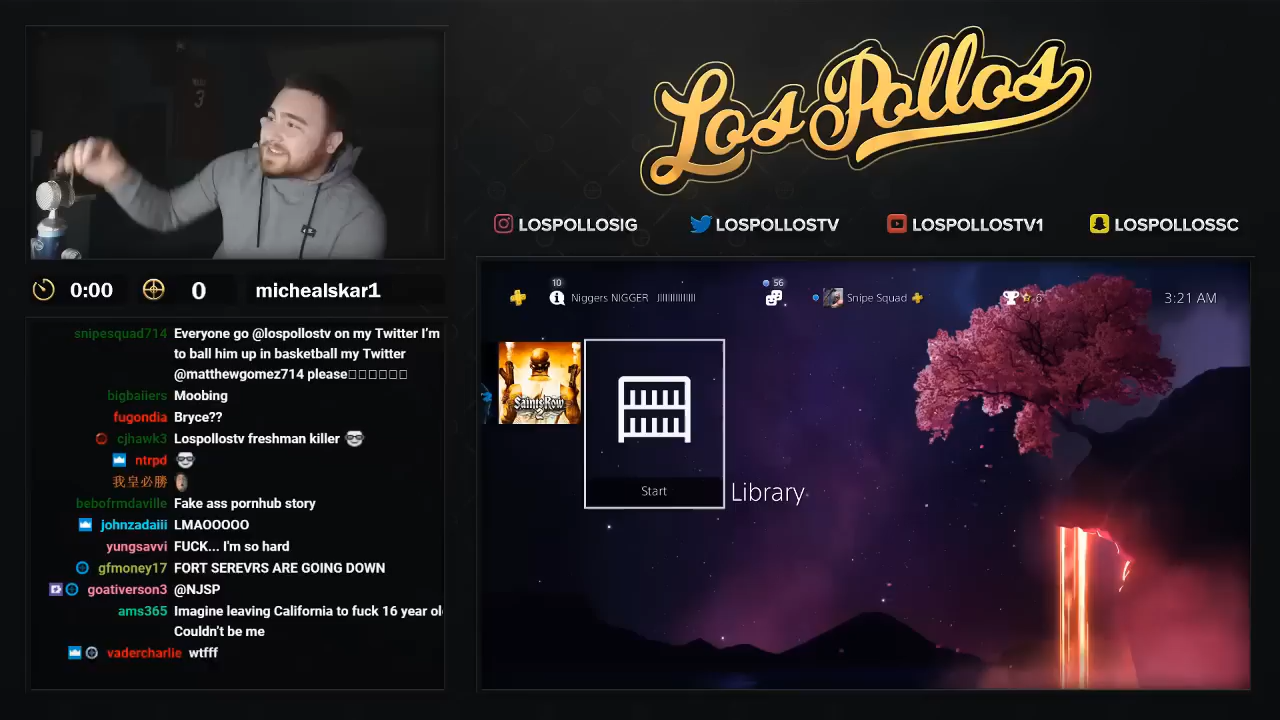 Los Pollos
LOSPOLLOSIG
LOSPOLLOSTV
LOSPOLLOSTV1
LOSPOLLOSSC
3
0:00
0
michealskar1
snipesquad714 Everyone go @lospollostv on my Twitter I'm
to ball him up in basketball my Twitter
@matthewgomez714 please
bigbaiiers Moobing
fugondia Bryce??
cjhawk3 Lospollostv freshman killer
ntrpd
我皇必勝
bebofrmdaville Fake ass pornhub story
johnzadaiii LMAOOOOO
yungsavvi FUCK... I'm so hard
gfmoney17 FORT SEREVRS ARE GOING DOWN
goativerson3 @NJSP
ams365 Imagine leaving California to fuck 16 year old
Couldn't be me
vadercharlie wtfff
10
Niggers NIGGER
56
Snipe Squad
6
3:21 AM
Saints Row
2
Start
Library